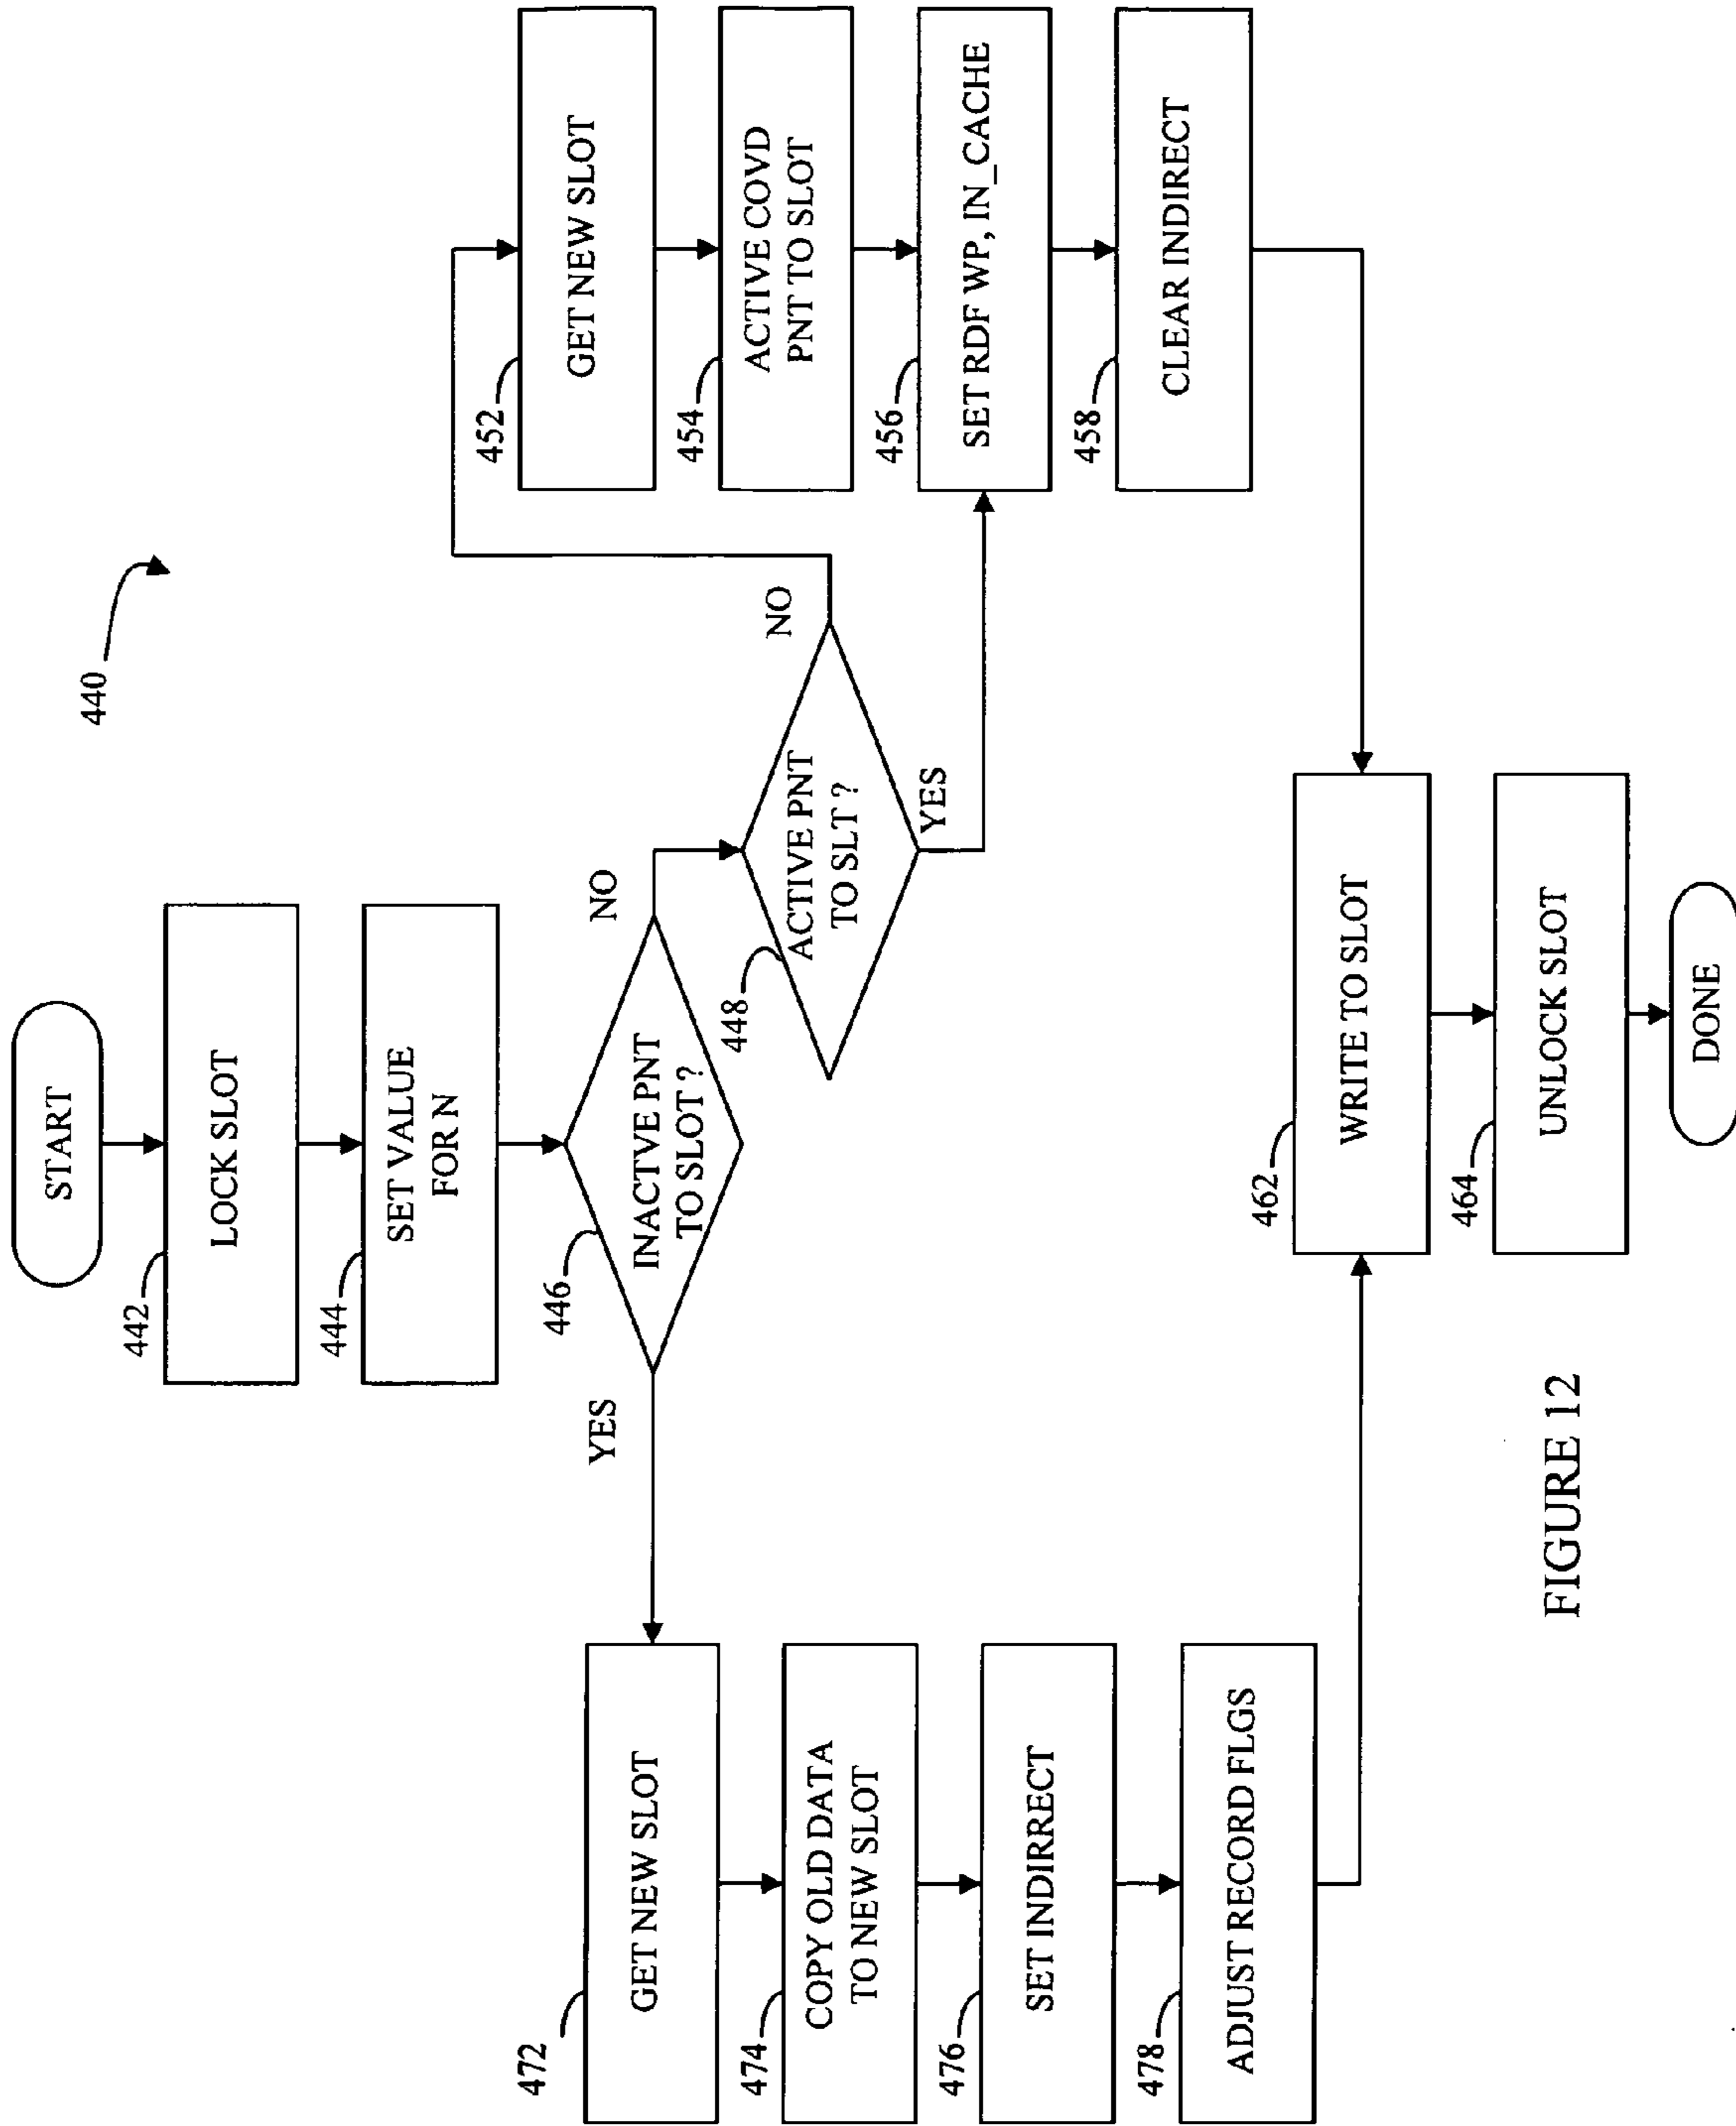 440
START
442
LOCK SLOT
444
SET VALUE
FOR N
446
INACTVE PNT
TO SLOT ?
YES
NO
448
ACTIVE PNT
TO SLT ?
NO
YES
452
GET NEW SLOT
454
ACTIVE COVD
PNT TO SLOT
456
SET RDF WP, IN_CACHE
458
CLEAR INDIRECT
472
GET NEW SLOT
474
COPY OLD DATA
TO NEW SLOT
476
SET INDIRRECT
478
ADJUST RECORD FLGS
462
WRITE TO SLOT
464
UNLOCK SLOT
DONE
FIGURE 12